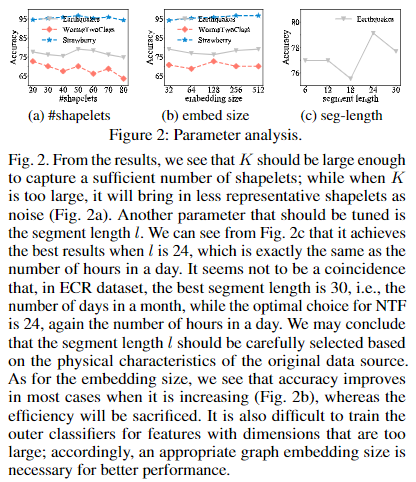 Earthquakes
WormsTwoClass
Strawberry
Accuracy
95
85
75
65
20 30 40 50 60 70 80
#shapelets
(a) #shapelets
Earthquakes
WormsTwoClass
Strawberry
Accuracy
95
85
75
65
32 64 128 256 512
embedding size
(b) embed size
Earthquakes
Accuracy
80
78
76
6 12 18 24 30
segment length
(c) seg-length
Figure 2: Parameter analysis.
Fig. 2. From the results, we see that K should be large enough
to capture a sufficient number of shapelets; while when K
is too large, it will bring in less representative shapelets as
noise (Fig. 2a). Another parameter that should be tuned is
the segment length l. We can see from Fig. 2c that it achieves
the best results when l is 24, which is exactly the same as the
number of hours in a day. It seems not to be a coincidence
that, in ECR dataset, the best segment length is 30, i.e., the
number of days in a month, while the optimal choice for NTF
is 24, again the number of hours in a day. We may conclude
that the segment length l should be carefully selected based
on the physical characteristics of the original data source.
As for the embedding size, we see that accuracy improves
in most cases when it is increasing (Fig. 2b), whereas the
efficiency will be sacrificed. It is also difficult to train the
outer classifiers for features with dimensions that are too
large; accordingly, an appropriate graph embedding size is
necessary for better performance.